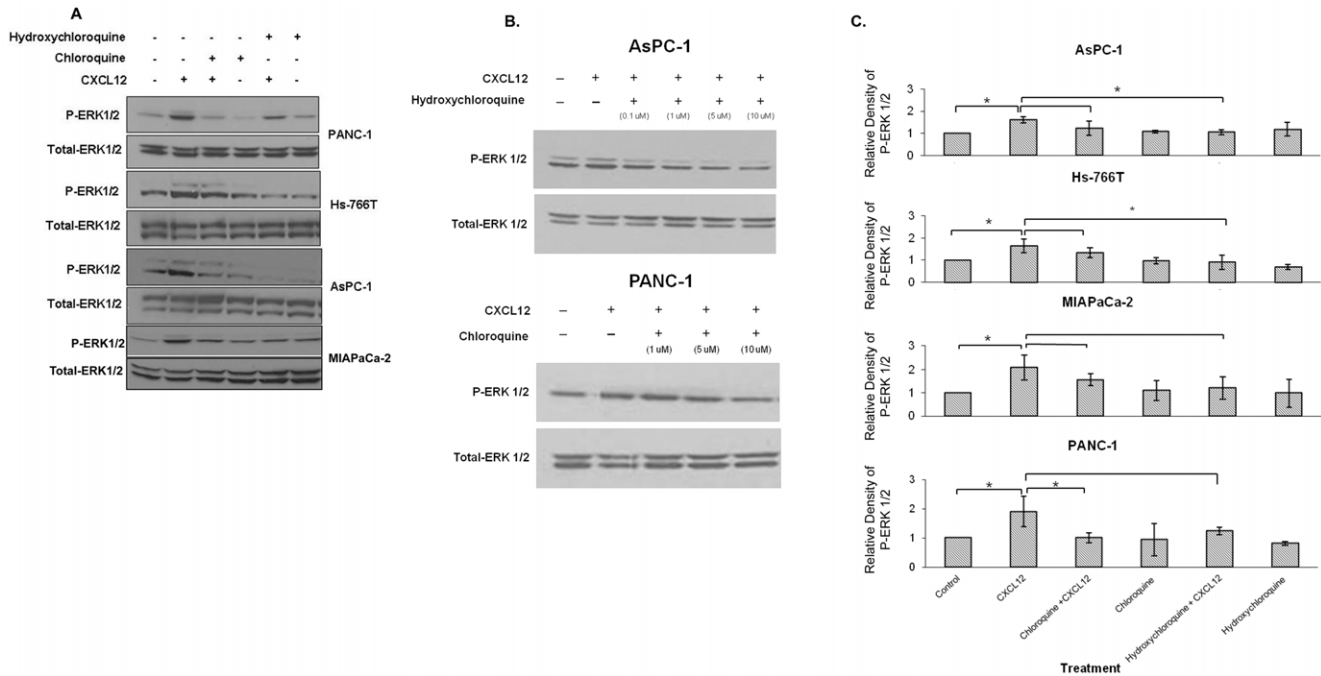 A
Hydroxychloroquine - - - - + +
Chloroquine - - + + - -
CXCL12 - + + - + -
P-ERK1/2
PANC-1
Total-ERK1/2
P-ERK1/2
Hs-766T
Total-ERK1/2
P-ERK1/2
AsPC-1
Total-ERK1/2
P-ERK1/2
MIAPaCa-2
Total-ERK1/2
B.
AsPC-1
CXCL12 – + + + + +
Hydroxychloroquine – – + + + +
(0.1 uM) (1 uM) (5 uM) (10 uM)
P-ERK 1/2
Total-ERK 1/2
PANC-1
CXCL12 – + + + +
Chloroquine – – + + +
(1 uM) (5 uM) (10 uM)
P-ERK 1/2
Total-ERK 1/2
C.
AsPC-1
Relative Density of
P-ERK 1/2
3
2
1
0
* *
Hs-766T
Relative Density of
P-ERK 1/2
3
2
1
0
* *
MIAPaCa-2
Relative Density of
P-ERK 1/2
3
2
1
0
*
PANC-1
Relative Density of
P-ERK 1/2
3
2
1
0
* *
Control
CXCL12
Chloroquine +CXCL12
Chloroquine
Hydroxychloroquine + CXCL12
Hydroxychloroquine
Treatment